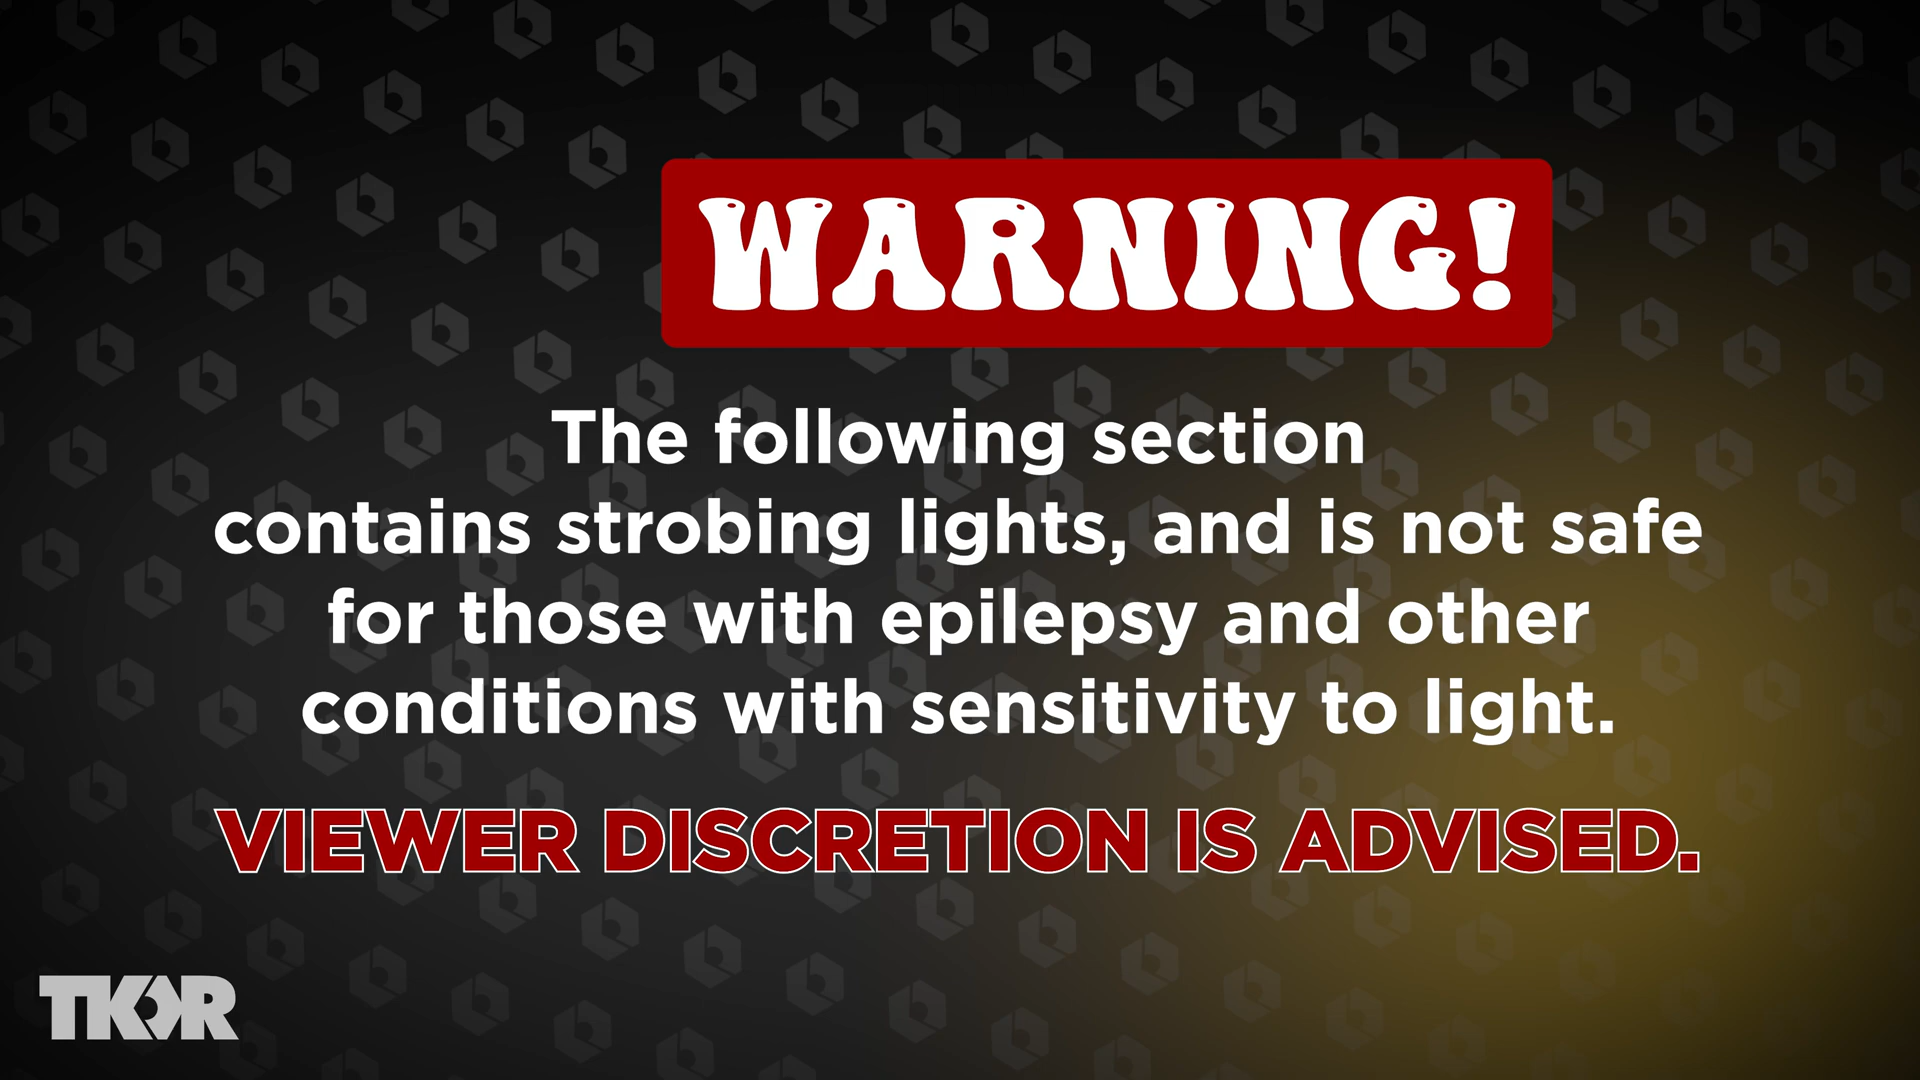 WARNING!
The following section
contains strobing lights, and is not safe
for those with epilepsy and other
conditions with sensitivity to light.
VIEWER DISCRETION IS ADVISED.
TKOR